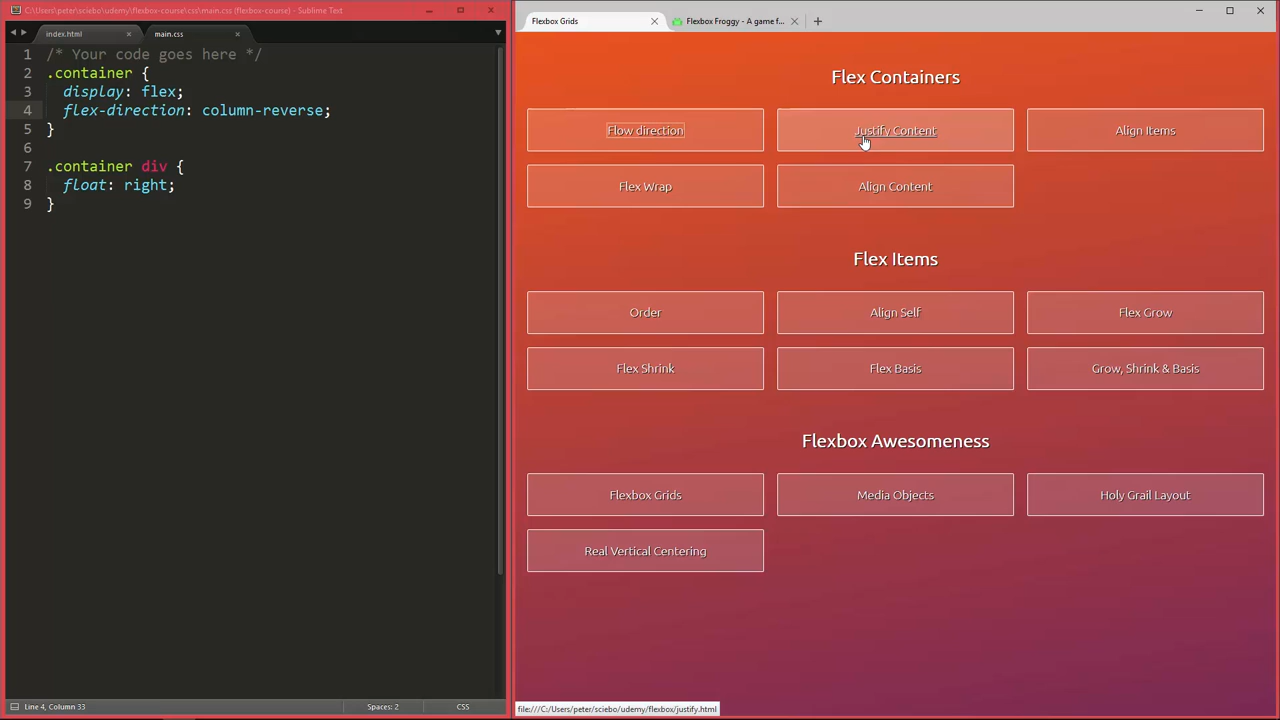 C:\Users\peter\sciebo\udemy\flexbox-course\css\main.css (flexbox-course) - Sublime Text
index.html
main.css
1 /* Your code goes here */
2 .container {
3 display: flex;
4 flex-direction: column-reverse;
5 }
6
7 .container div {
8 float: right;
9 }
Line 4, Column 33
Spaces: 2
CSS
Flexbox Grids
Flexbox Froggy - A game f...
Flex Containers
Flow direction
Justify Content
Align Items
Flex Wrap
Align Content
Flex Items
Order
Align Self
Flex Grow
Flex Shrink
Flex Basis
Grow, Shrink & Basis
Flexbox Awesomeness
Flexbox Grids
Media Objects
Holy Grail Layout
Real Vertical Centering
file:///C:/Users/peter/sciebo/udemy/flexbox/justify.html